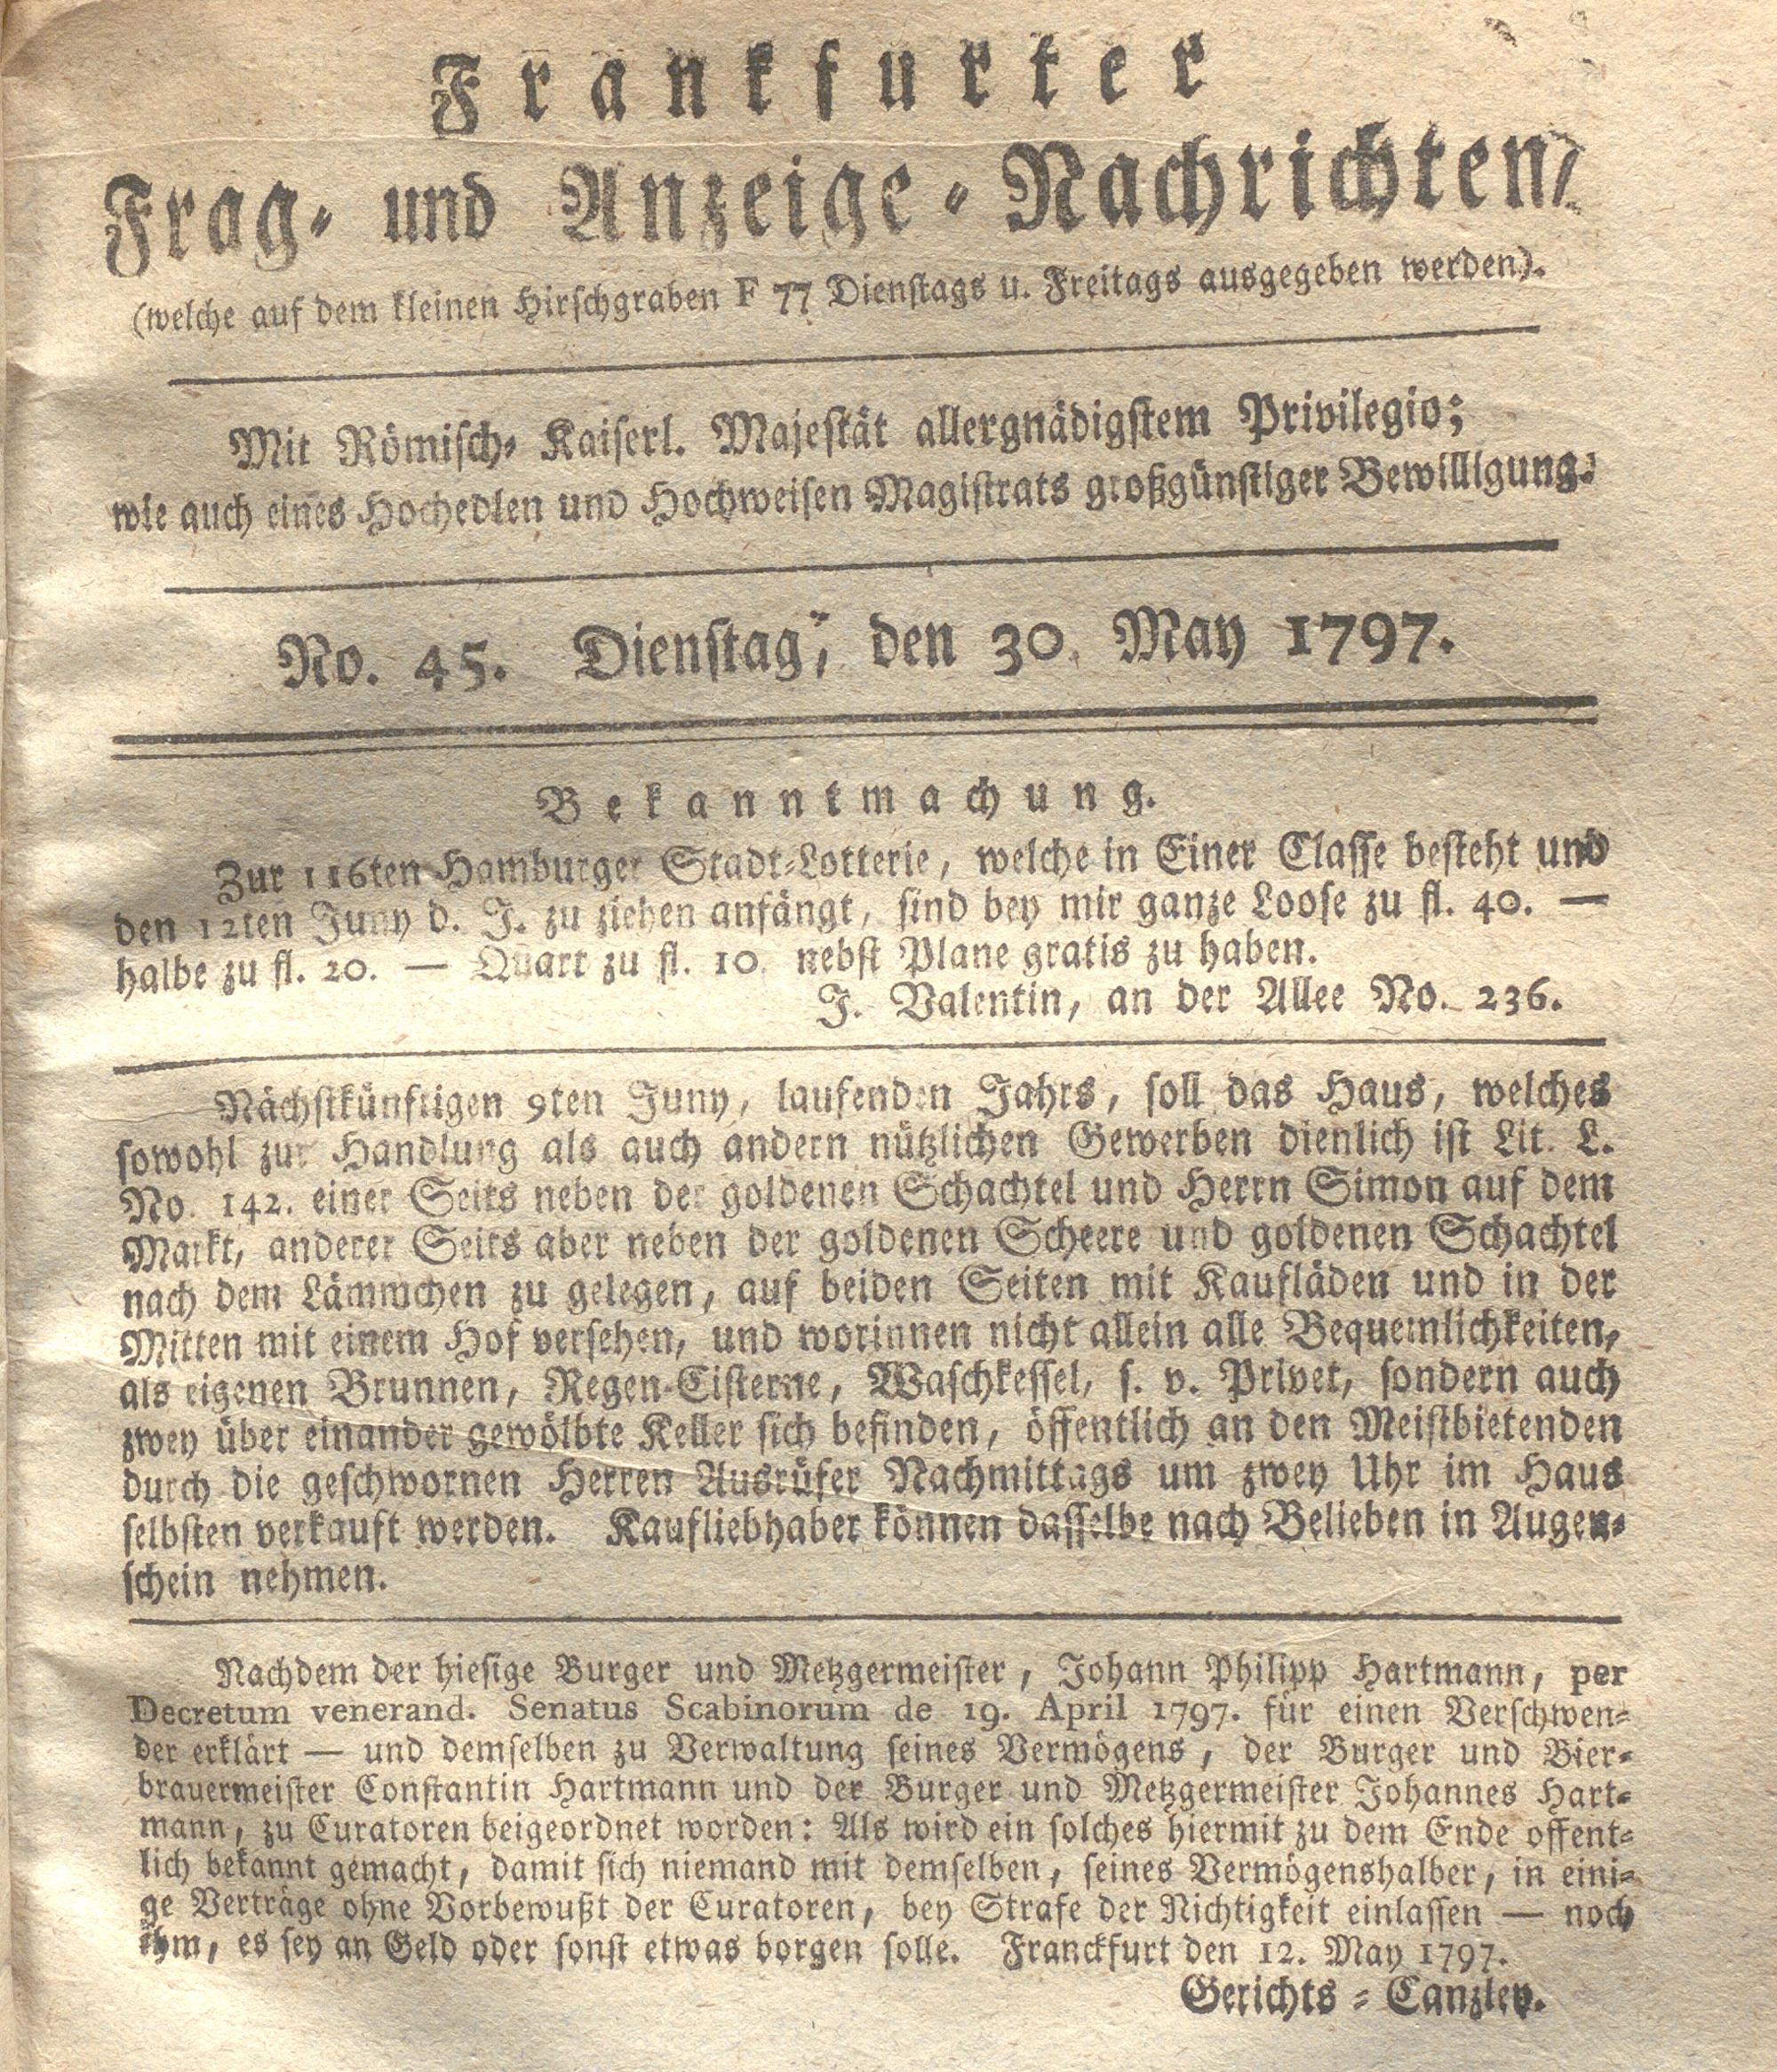 Frankfurter
Frag- und Anzeige-Nachrichten,
(welche auf dem kleinen Hirschgraben F 77 Dienstags u. Freitags ausgegeben werden).
Mit Römisch- Kaiserl. Majestät allergnädigstem Privilegio;
wie auch eines Hochedlen und Hochweisen Magistrats großgünstiger Bewilligung.
No. 45. Dienstag, den 30. May 1797.
Bekanntmachung.
Zur 116ten Hamburger Stadt-Lotterie, welche in Einer Classe besteht und
den 12ten Juny d. J. zu ziehen anfängt, sind bey mir ganze Loose zu fl. 40. —
halbe zu fl. 20. — Quart zu fl. 10. nebst Plane gratis zu haben.
J. Valentin, an der Allee No. 236.
Nächstkünftigen 9ten Juny, laufenden Jahrs, soll das Haus, welches
sowohl zur Handlung als auch andern nützlichen Gewerben dienlich ist Lit. L.
No. 142. einer Seits neben der goldenen Schachtel und Herrn Simon auf dem
Markt, anderer Seits aber neben der goldenen Scheere und goldenen Schachtel
nach dem Lämmchen zu gelegen, auf beiden Seiten mit Kaufläden und in der
Mitten mit einem Hof versehen, und worinnen nicht allein alle Bequemlichkeiten,
als eigenen Brunnen, Regen-Cisterne, Waschkessel, s. v. Privet, sondern auch
zwey über einander gewölbte Keller sich befinden, öffentlich an den Meistbietenden
durch die geschwornen Herren Ausrüfer Nachmittags um zwey Uhr im Haus
selbsten verkauft werden. Kaufliebhaber können dasselbe nach Belieben in Augen-
schein nehmen.
Nachdem der hiesige Burger und Metzgermeister, Johann Philipp Hartmann, per
Decretum venerand. Senatus Scabinorum de 19. April 1797. für einen Verschwen-
der erklärt — und demselben zu Verwaltung seines Vermögens, der Burger und Bier-
brauermeister Constantin Hartmann und der Burger und Metzgermeister Johannes Hart-
mann, zu Curatoren beigeordnet worden: Als wird ein solches hiermit zu dem Ende offent-
lich bekannt gemacht, damit sich niemand mit demselben, seines Vermögenshalber, in eini-
ge Verträge ohne Vorbewußt der Curatoren, bey Strafe der Nichtigkeit einlassen — noch
ihm, es sey an Geld oder sonst etwas borgen solle. Franckfurt den 12. May 1797.
Gerichts-Canzley.